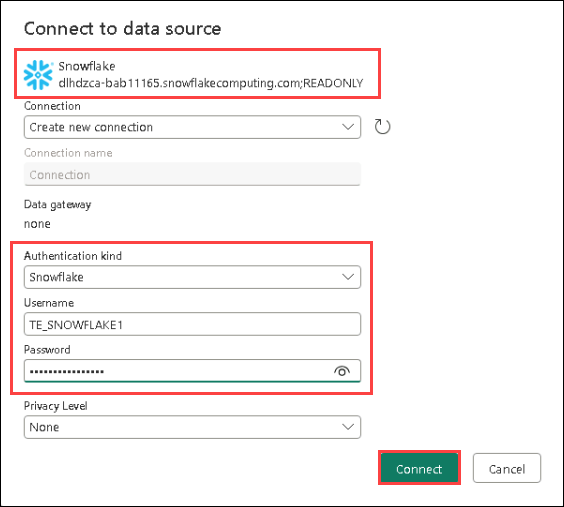 Connect to data source
Snowflake
dlhdzca-bab11165.snowflakecomputing.com;READONLY
Connection
Create new connection
Connection name
Connection
Data gateway
none
Authentication kind
Snowflake
Username
TE_SNOWFLAKE1
Password
••••••••••••••••
Privacy Level
None
Connect
Cancel